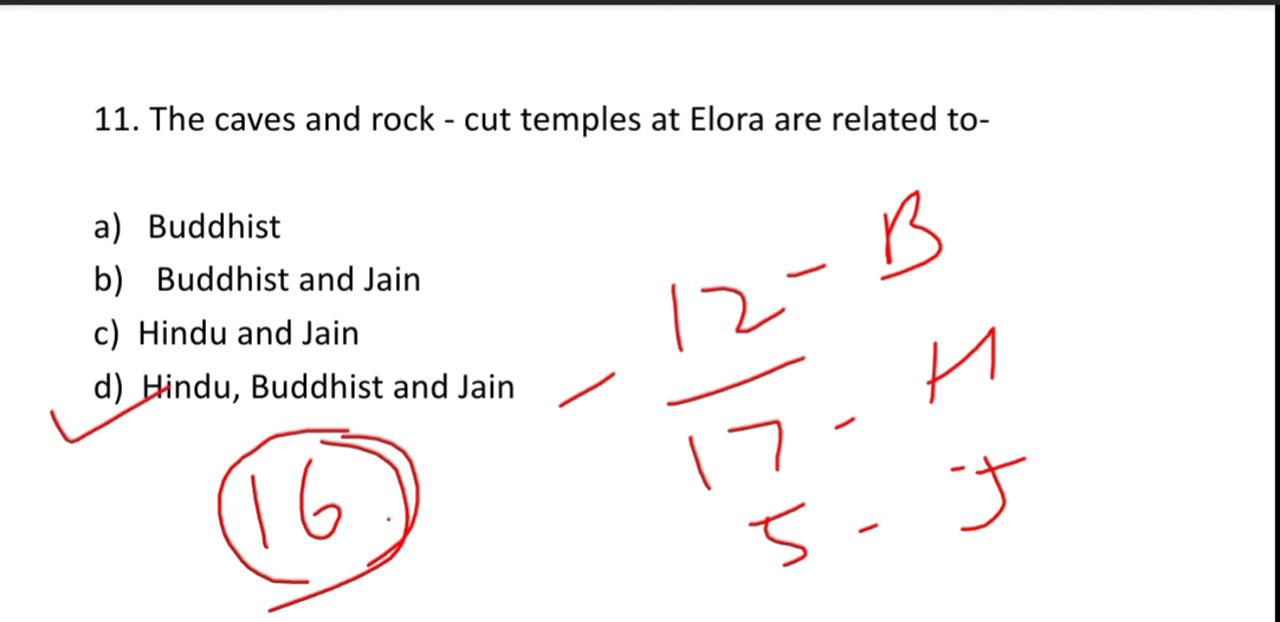 11. The caves and rock - cut temples at Elora are related to-
a) Buddhist
b) Buddhist and Jain
c) Hindu and Jain
d) Hindu, Buddhist and Jain
12 - B
17 - H
5 - J
16